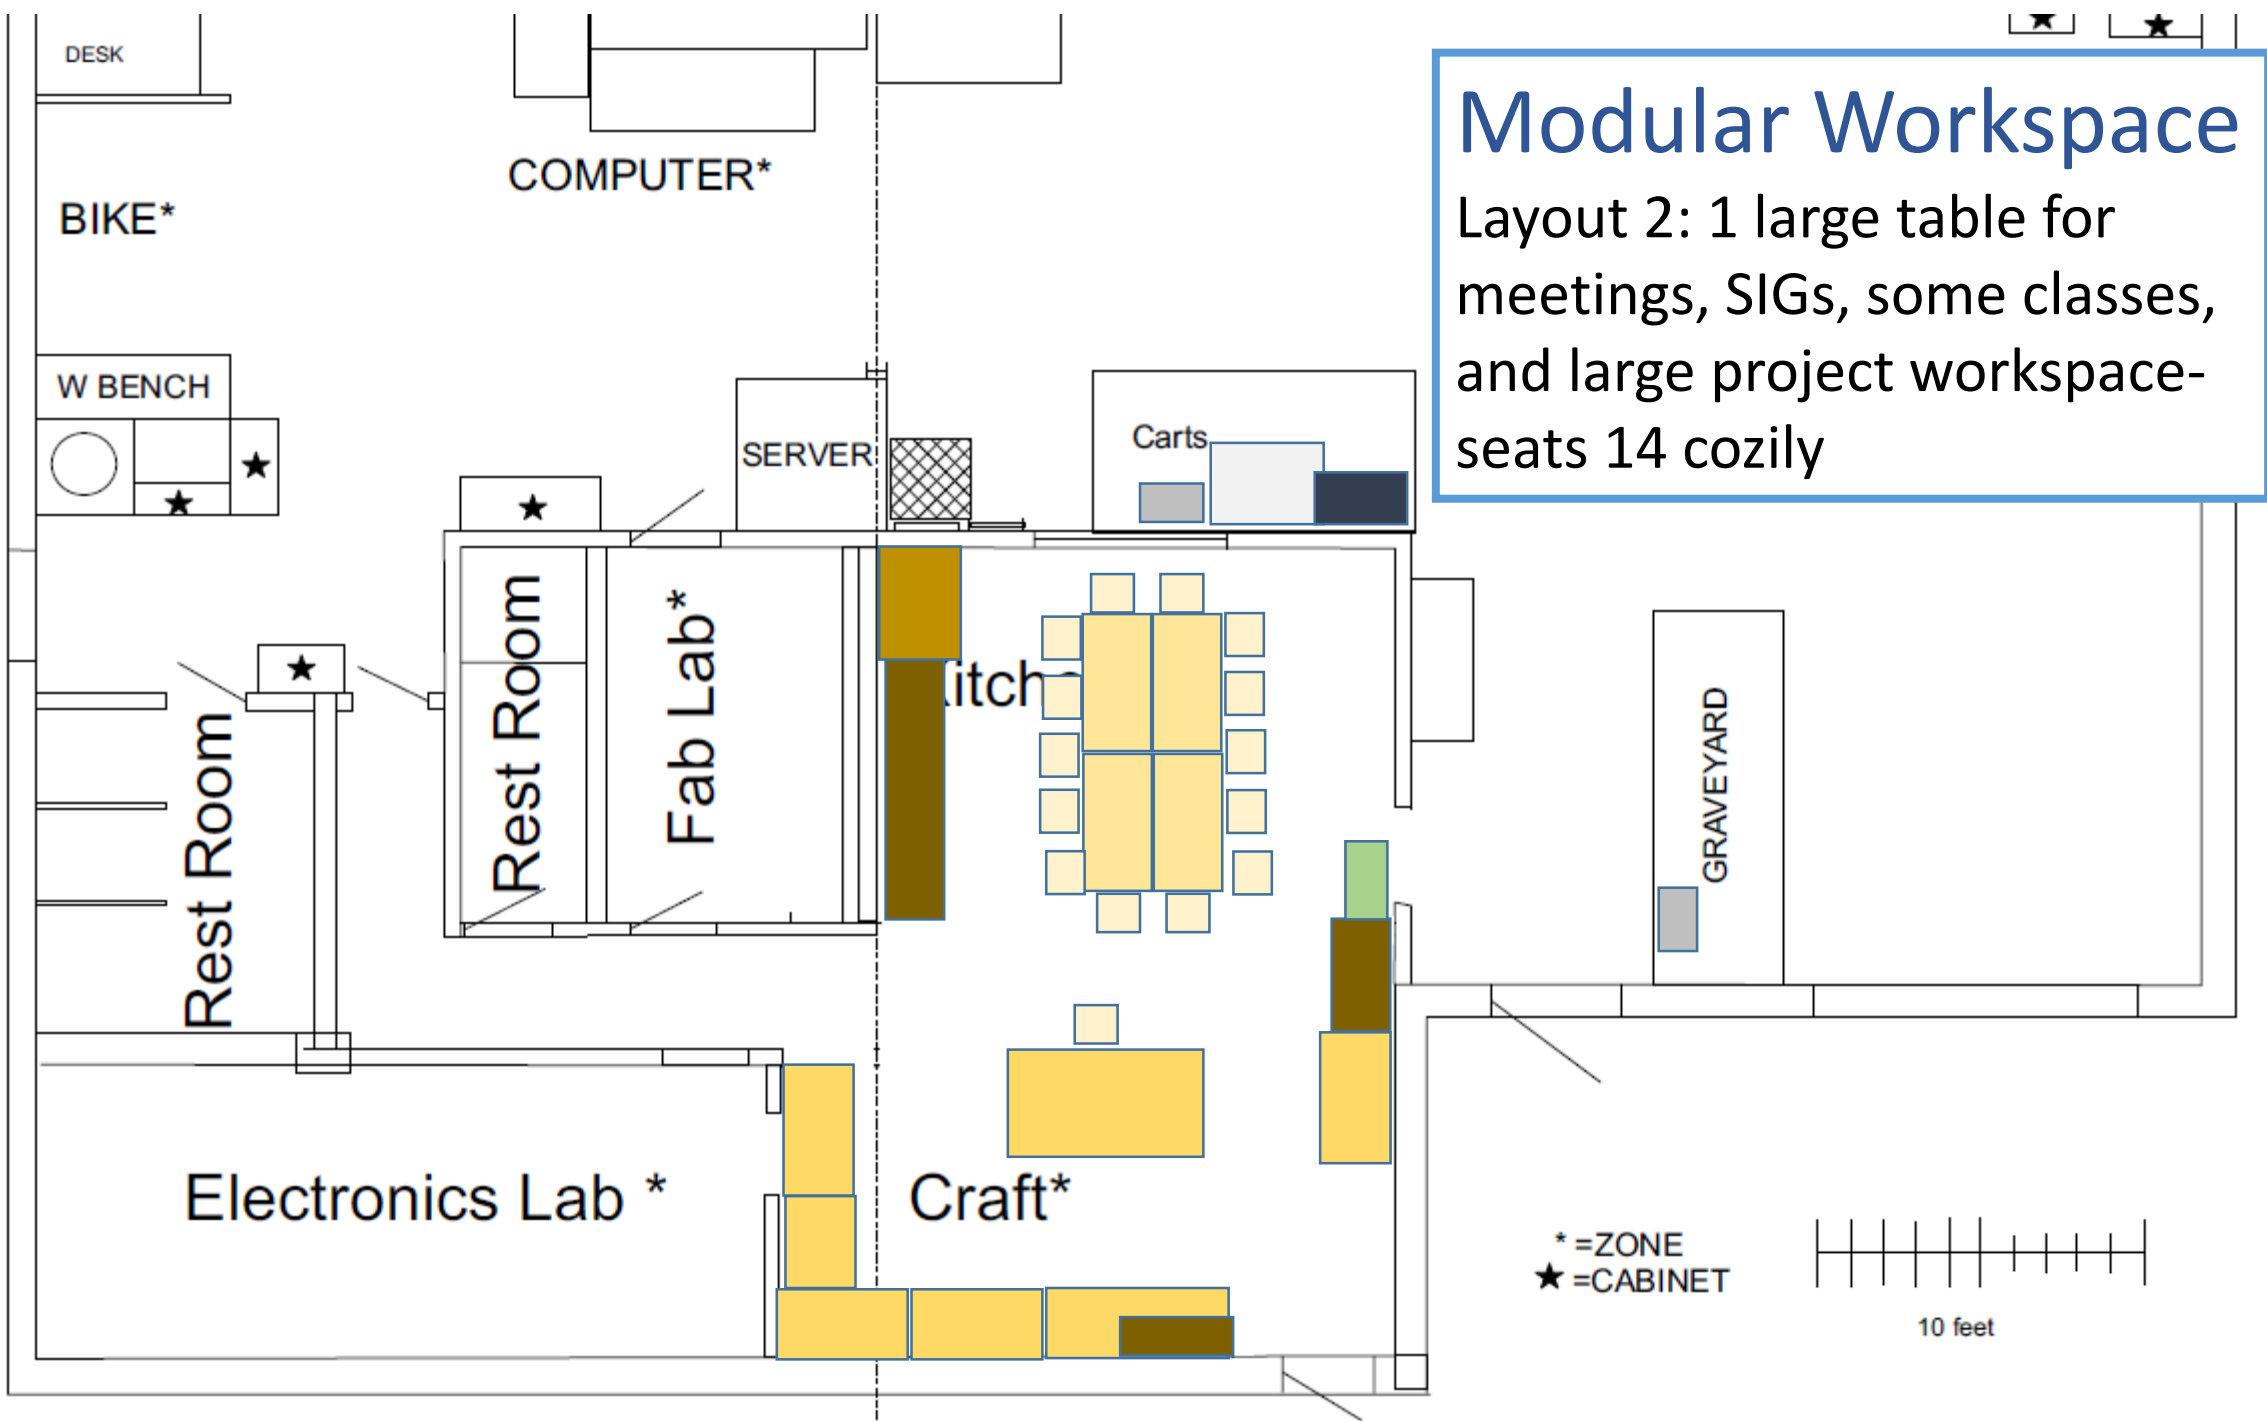 DESK
Modular Workspace
Layout 2: 1 large table for
meetings, SIGs, some classes,
and large project workspace-
seats 14 cozily
COMPUTER*
BIKE*
W BENCH
SERVER
Carts
Rest Room
Fab Lab*
itch
Rest Room
GRAVEYARD
Electronics Lab *
Craft*
* =ZONE
★ =CABINET
10 feet